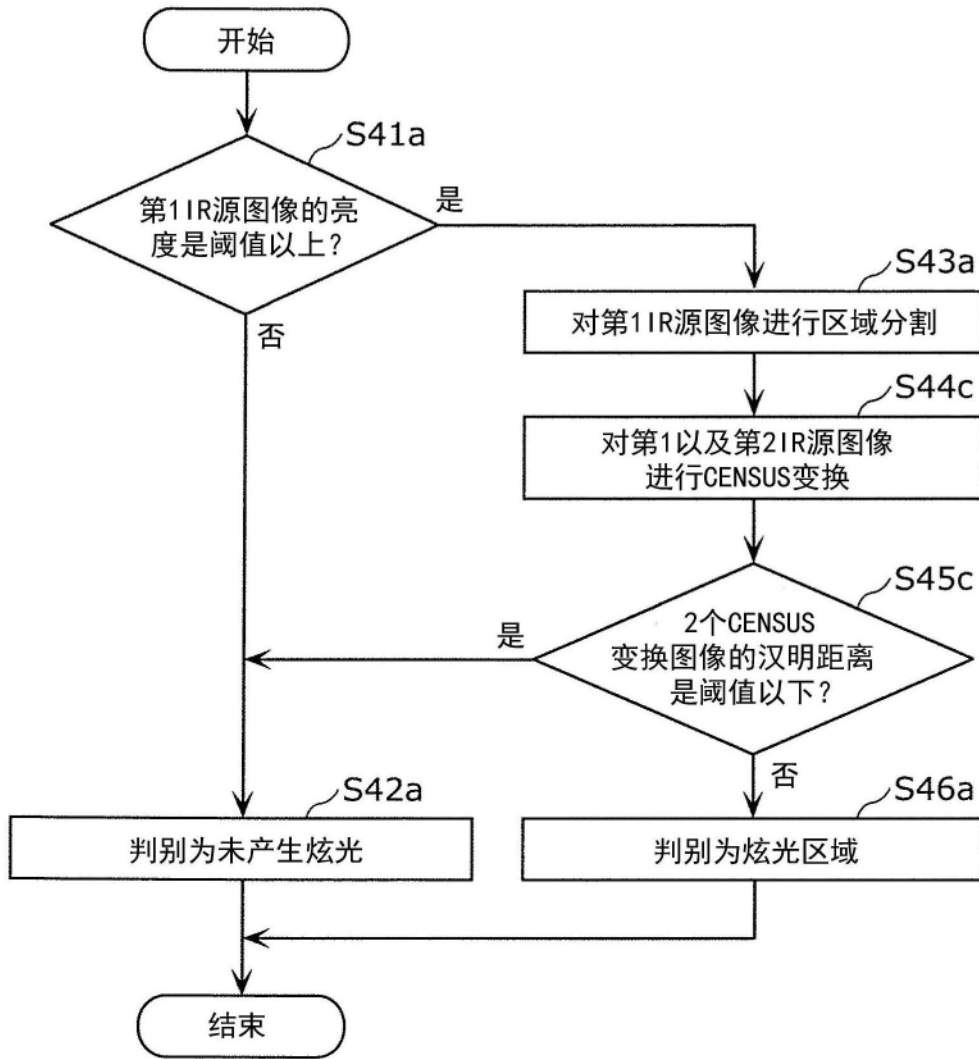 开始
S41a
第1IR源图像的亮
度是阈值以上?
是
否
S43a
对第1IR源图像进行区域分割
S44c
对第1以及第2IR源图像
进行CENSUS变换
S45c
2个CENSUS
变换图像的汉明距离
是阈值以下?
是
否
S42a
判别为未产生炫光
S46a
判别为炫光区域
结束